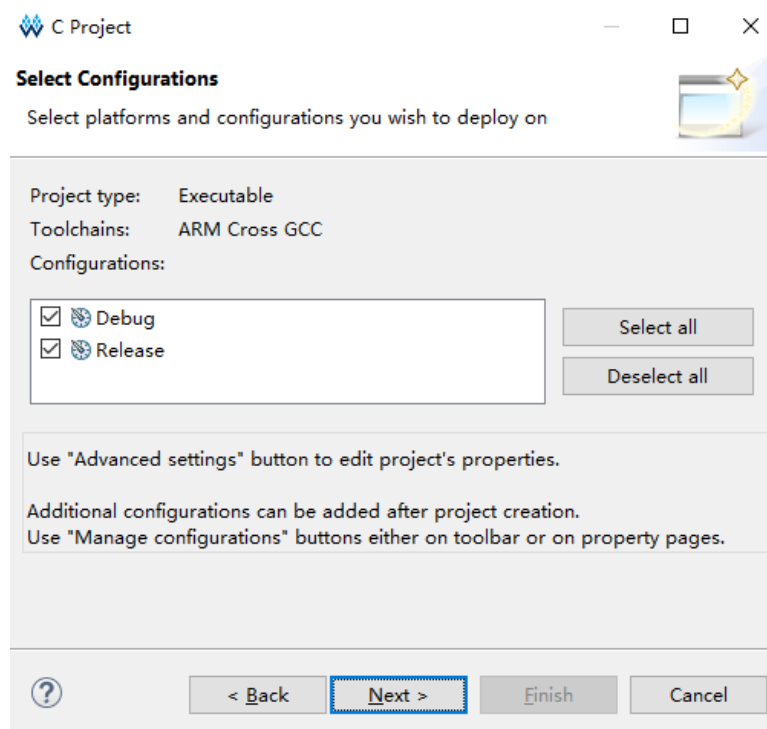 C Project
Select Configurations
Select platforms and configurations you wish to deploy on
Project type: Executable
Toolchains: ARM Cross GCC
Configurations:
Debug
Release
Select all
Deselect all
Use "Advanced settings" button to edit project's properties.
Additional configurations can be added after project creation.
Use "Manage configurations" buttons either on toolbar or on property pages.
? < Back Next > Finish Cancel